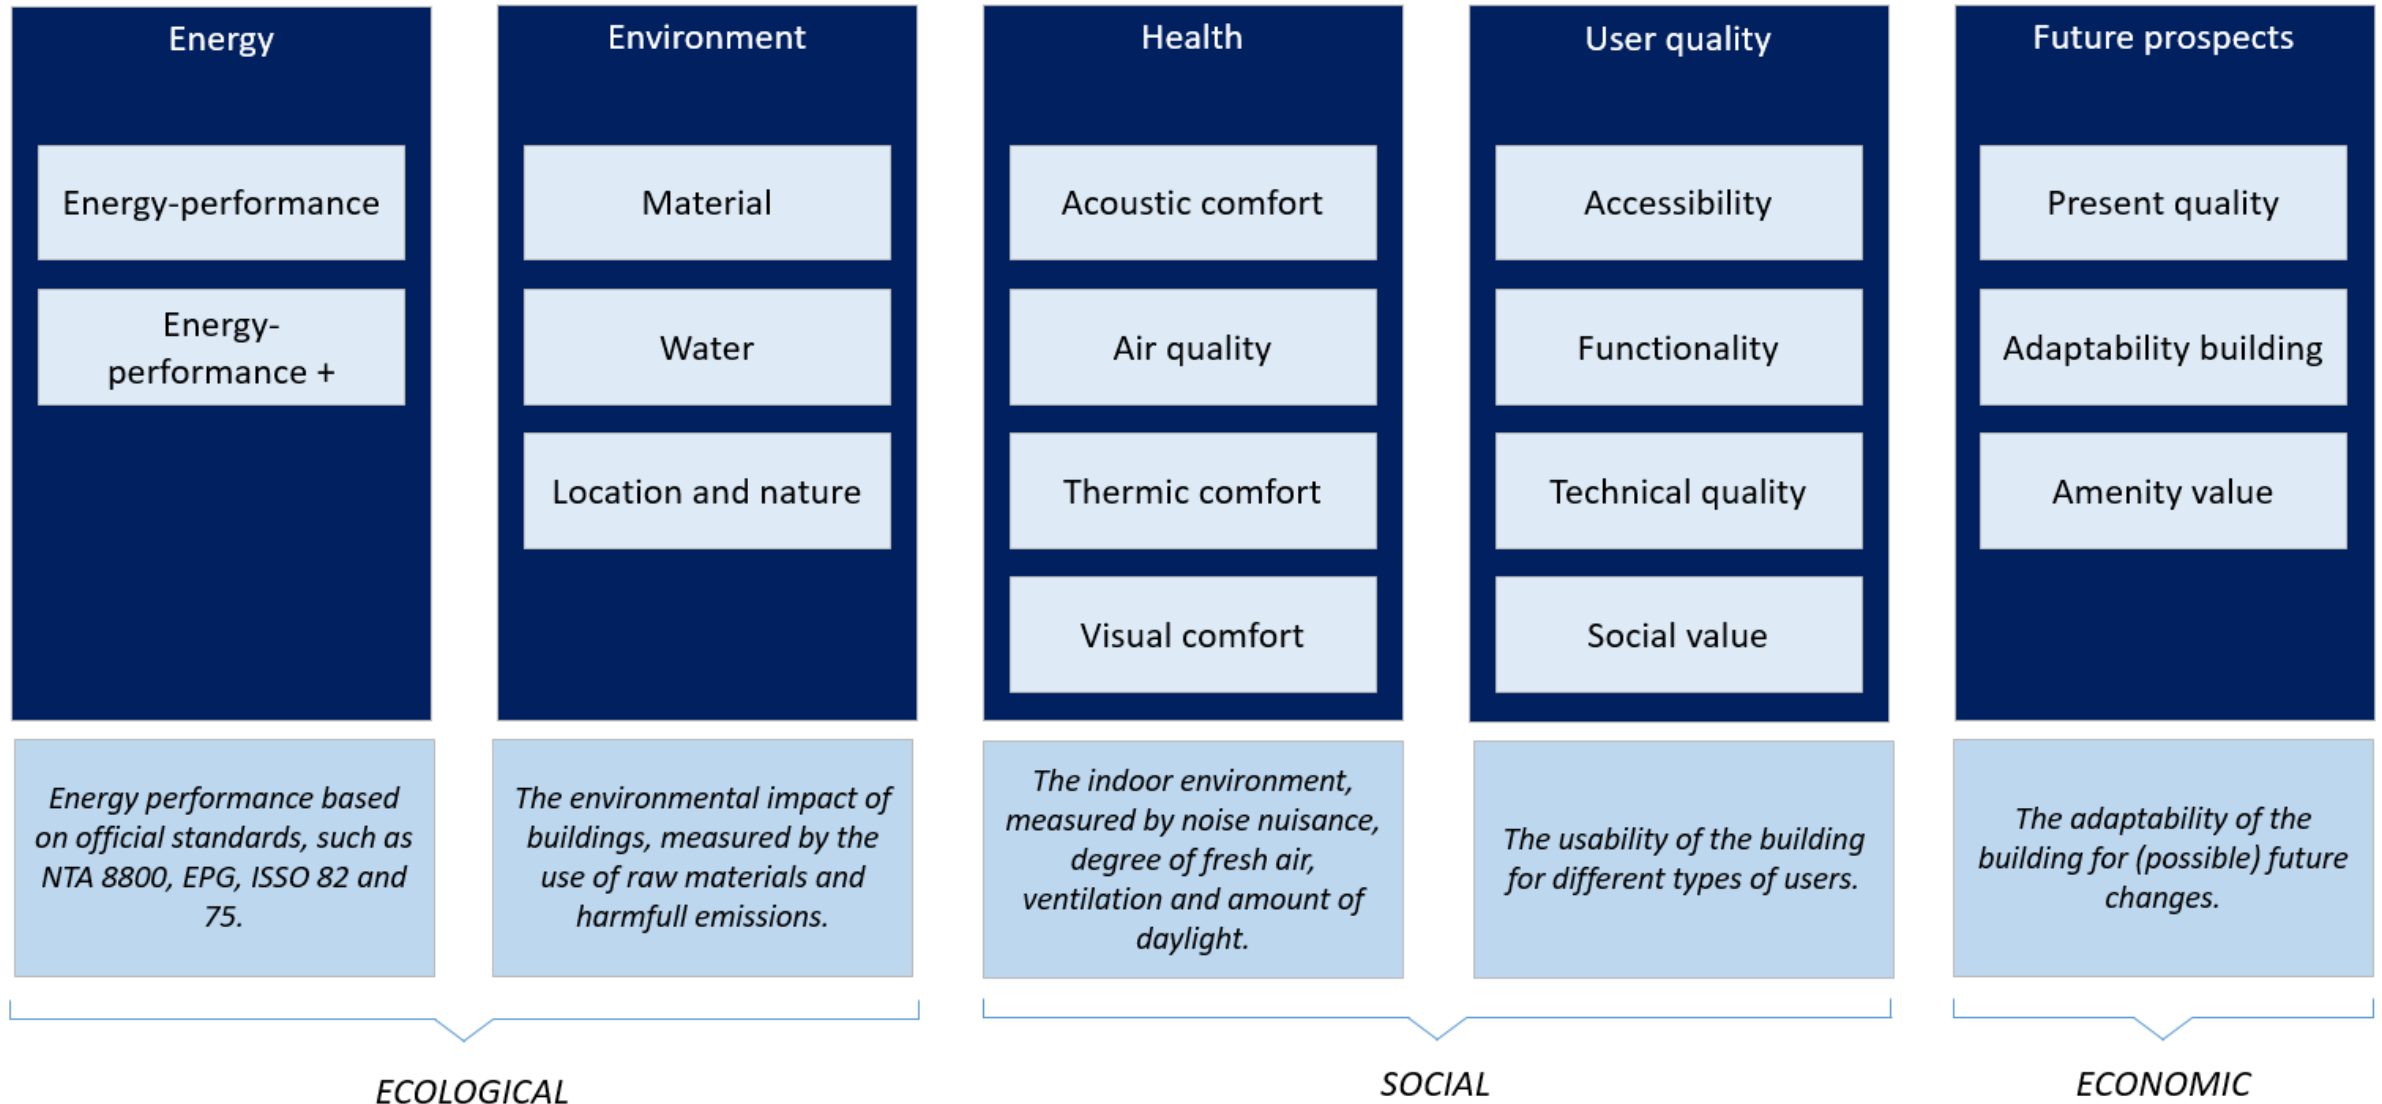 Energy
Energy-performance
Energy-
performance +
Energy performance based
on official standards, such as
NTA 8800, EPG, ISSO 82 and
75.
Environment
Material
Water
Location and nature
The environmental impact of
buildings, measured by the
use of raw materials and
harmfull emissions.
ECOLOGICAL
Health
Acoustic comfort
Air quality
Thermic comfort
Visual comfort
The indoor environment,
measured by noise nuisance,
degree of fresh air,
ventilation and amount of
daylight.
User quality
Accessibility
Functionality
Technical quality
Social value
The usability of the building
for different types of users.
SOCIAL
Future prospects
Present quality
Adaptability building
Amenity value
The adaptability of the
building for (possible) future
changes.
ECONOMIC